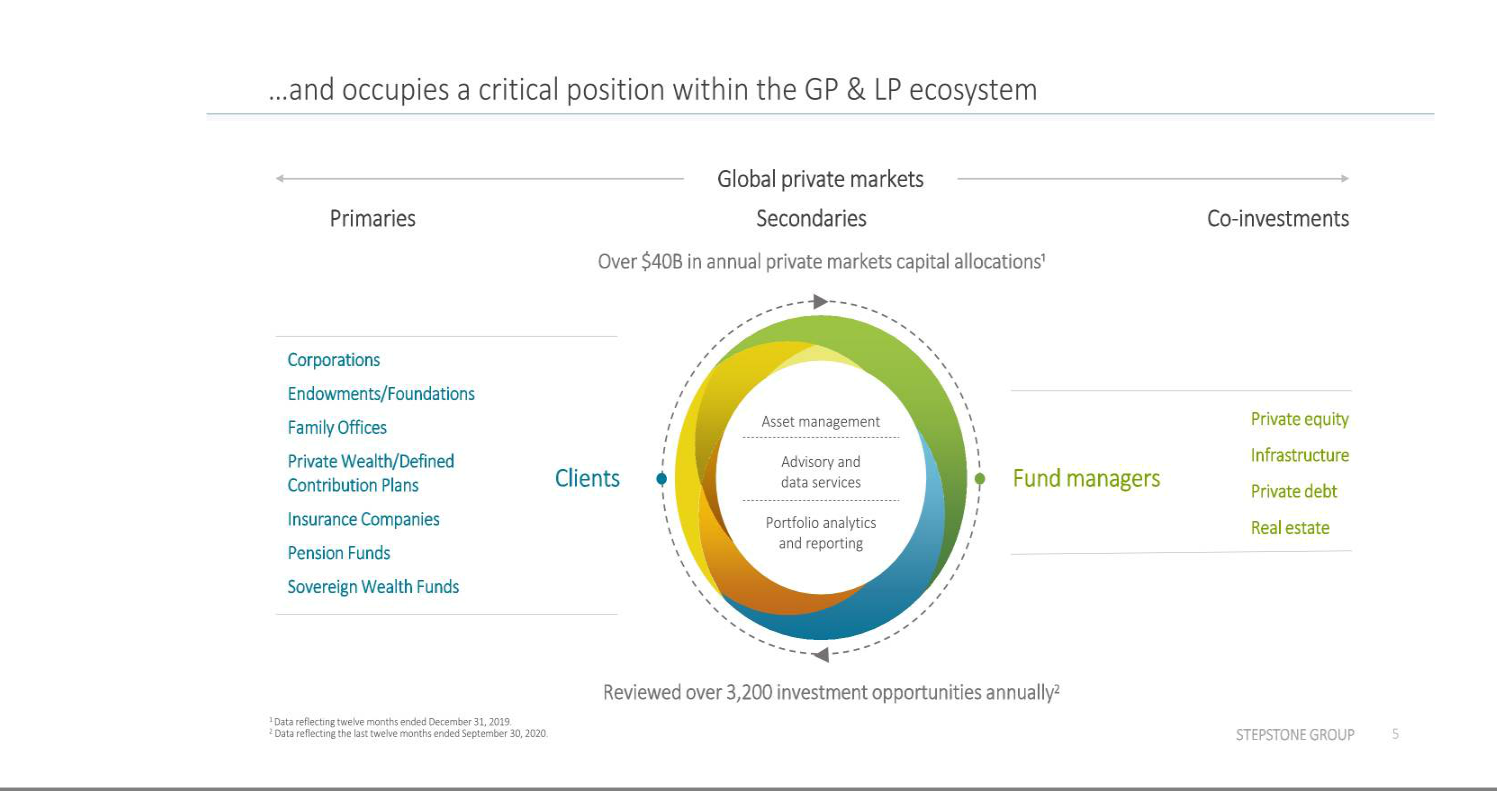 ...and occupies a critical position within the GP & LP ecosystem
Global private markets
Primaries
Secondaries
Co-investments
Over $40B in annual private markets capital allocations¹
Corporations
Endowments/Foundations
Family Offices
Private Wealth/Defined
Contribution Plans
Insurance Companies
Pension Funds
Sovereign Wealth Funds
Clients
Asset management
Advisory and
data services
Portfolio analytics
and reporting
Fund managers
Private equity
Infrastructure
Private debt
Real estate
Reviewed over 3,200 investment opportunities annually²
¹ Data reflecting twelve months ended December 31, 2019.
² Data reflecting the last twelve months ended September 30, 2020.
STEPSTONE GROUP 5